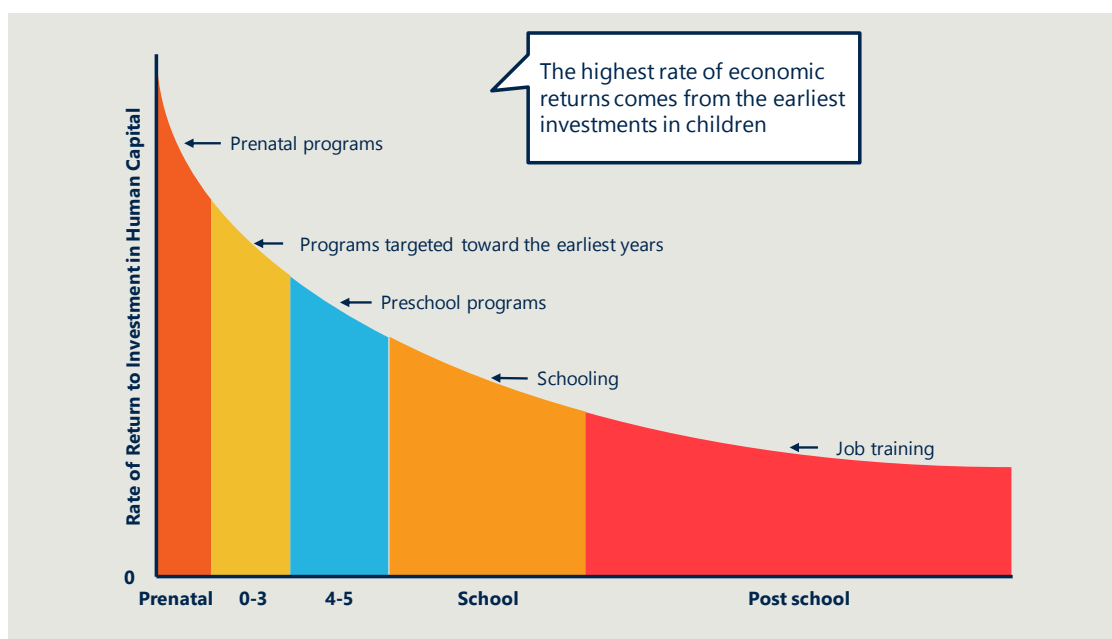 The highest rate of economic
returns comes from the earliest
investments in children
Rate of Return to Investment in Human Capital
Prenatal programs
Programs targeted toward the earliest years
Preschool programs
Schooling
Job training
0
Prenatal
0-3
4-5
School
Post school